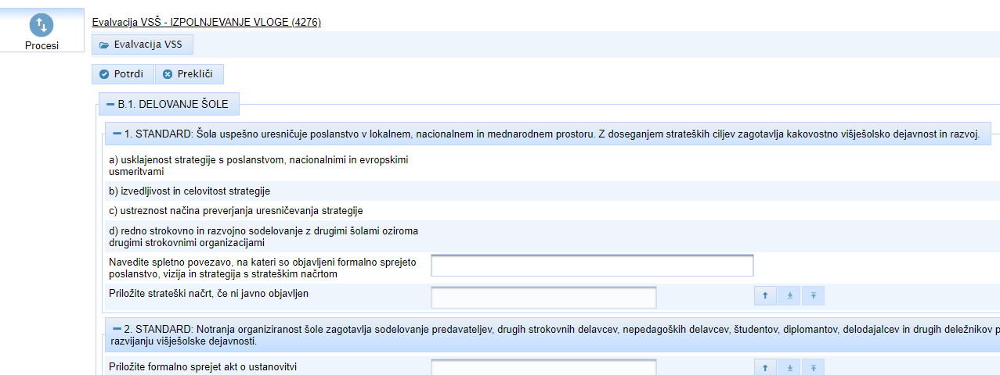 Procesi
Evalvacija VSŠ - IZPOLNJEVANJE VLOGE (4276)
Evalvacija VSS
Potrdi
Prekliči
B.1. DELOVANJE ŠOLE
1. STANDARD: Šola uspešno uresničuje poslanstvo v lokalnem, nacionalnem in mednarodnem prostoru. Z doseganjem strateških ciljev zagotavlja kakovostno višješolsko dejavnost in razvoj.
a) usklajenost strategije s poslanstvom, nacionalnimi in evropskimi
usmeritvami
b) izvedljivost in celovitost strategije
c) ustreznost načina preverjanja uresničevanja strategije
d) redno strokovno in razvojno sodelovanje z drugimi šolami oziroma
drugimi strokovnimi organizacijami
Navedite spletno povezavo, na kateri so objavljeni formalno sprejeto
poslanstvo, vizija in strategija s strateškim načrtom
Priložite strateški načrt, če ni javno objavljen
2. STANDARD: Notranja organiziranost šole zagotavlja sodelovanje predavateljev, drugih strokovnih delavcev, nepedagoških delavcev, študentov, diplomantov, delodajalcev in drugih deležnikov p
razvijanju višješolske dejavnosti.
Priložite formalno sprejet akt o ustanovitvi